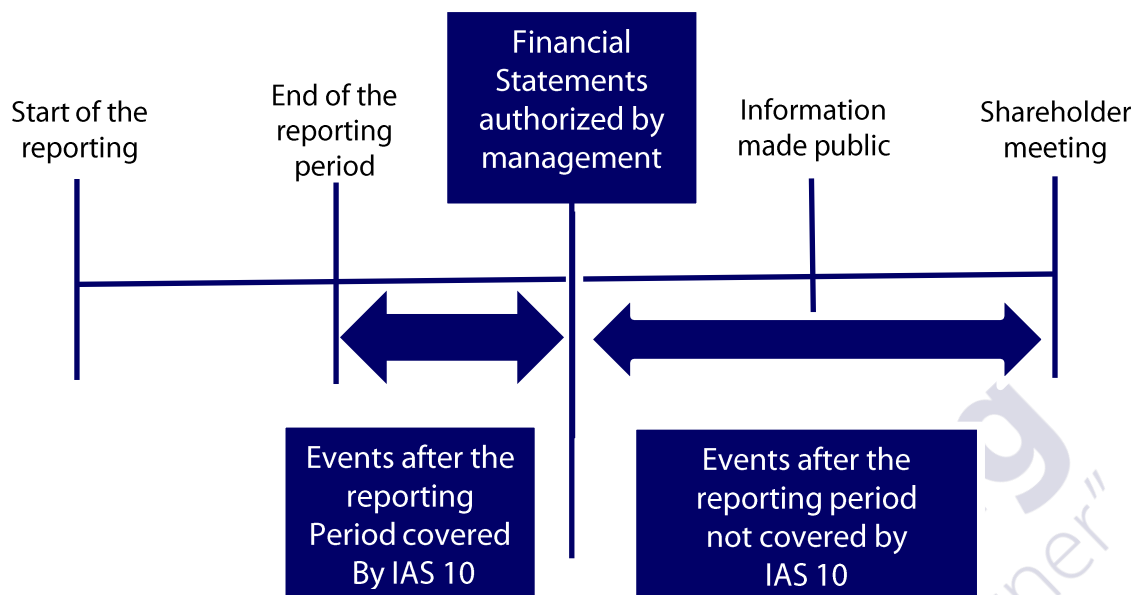 Start of the
reporting
End of the
reporting
period
Financial
Statements
authorized by
management
Information
made public
Shareholder
meeting
Events after the
reporting
Period covered
By IAS 10
Events after the
reporting period
not covered by
IAS 10